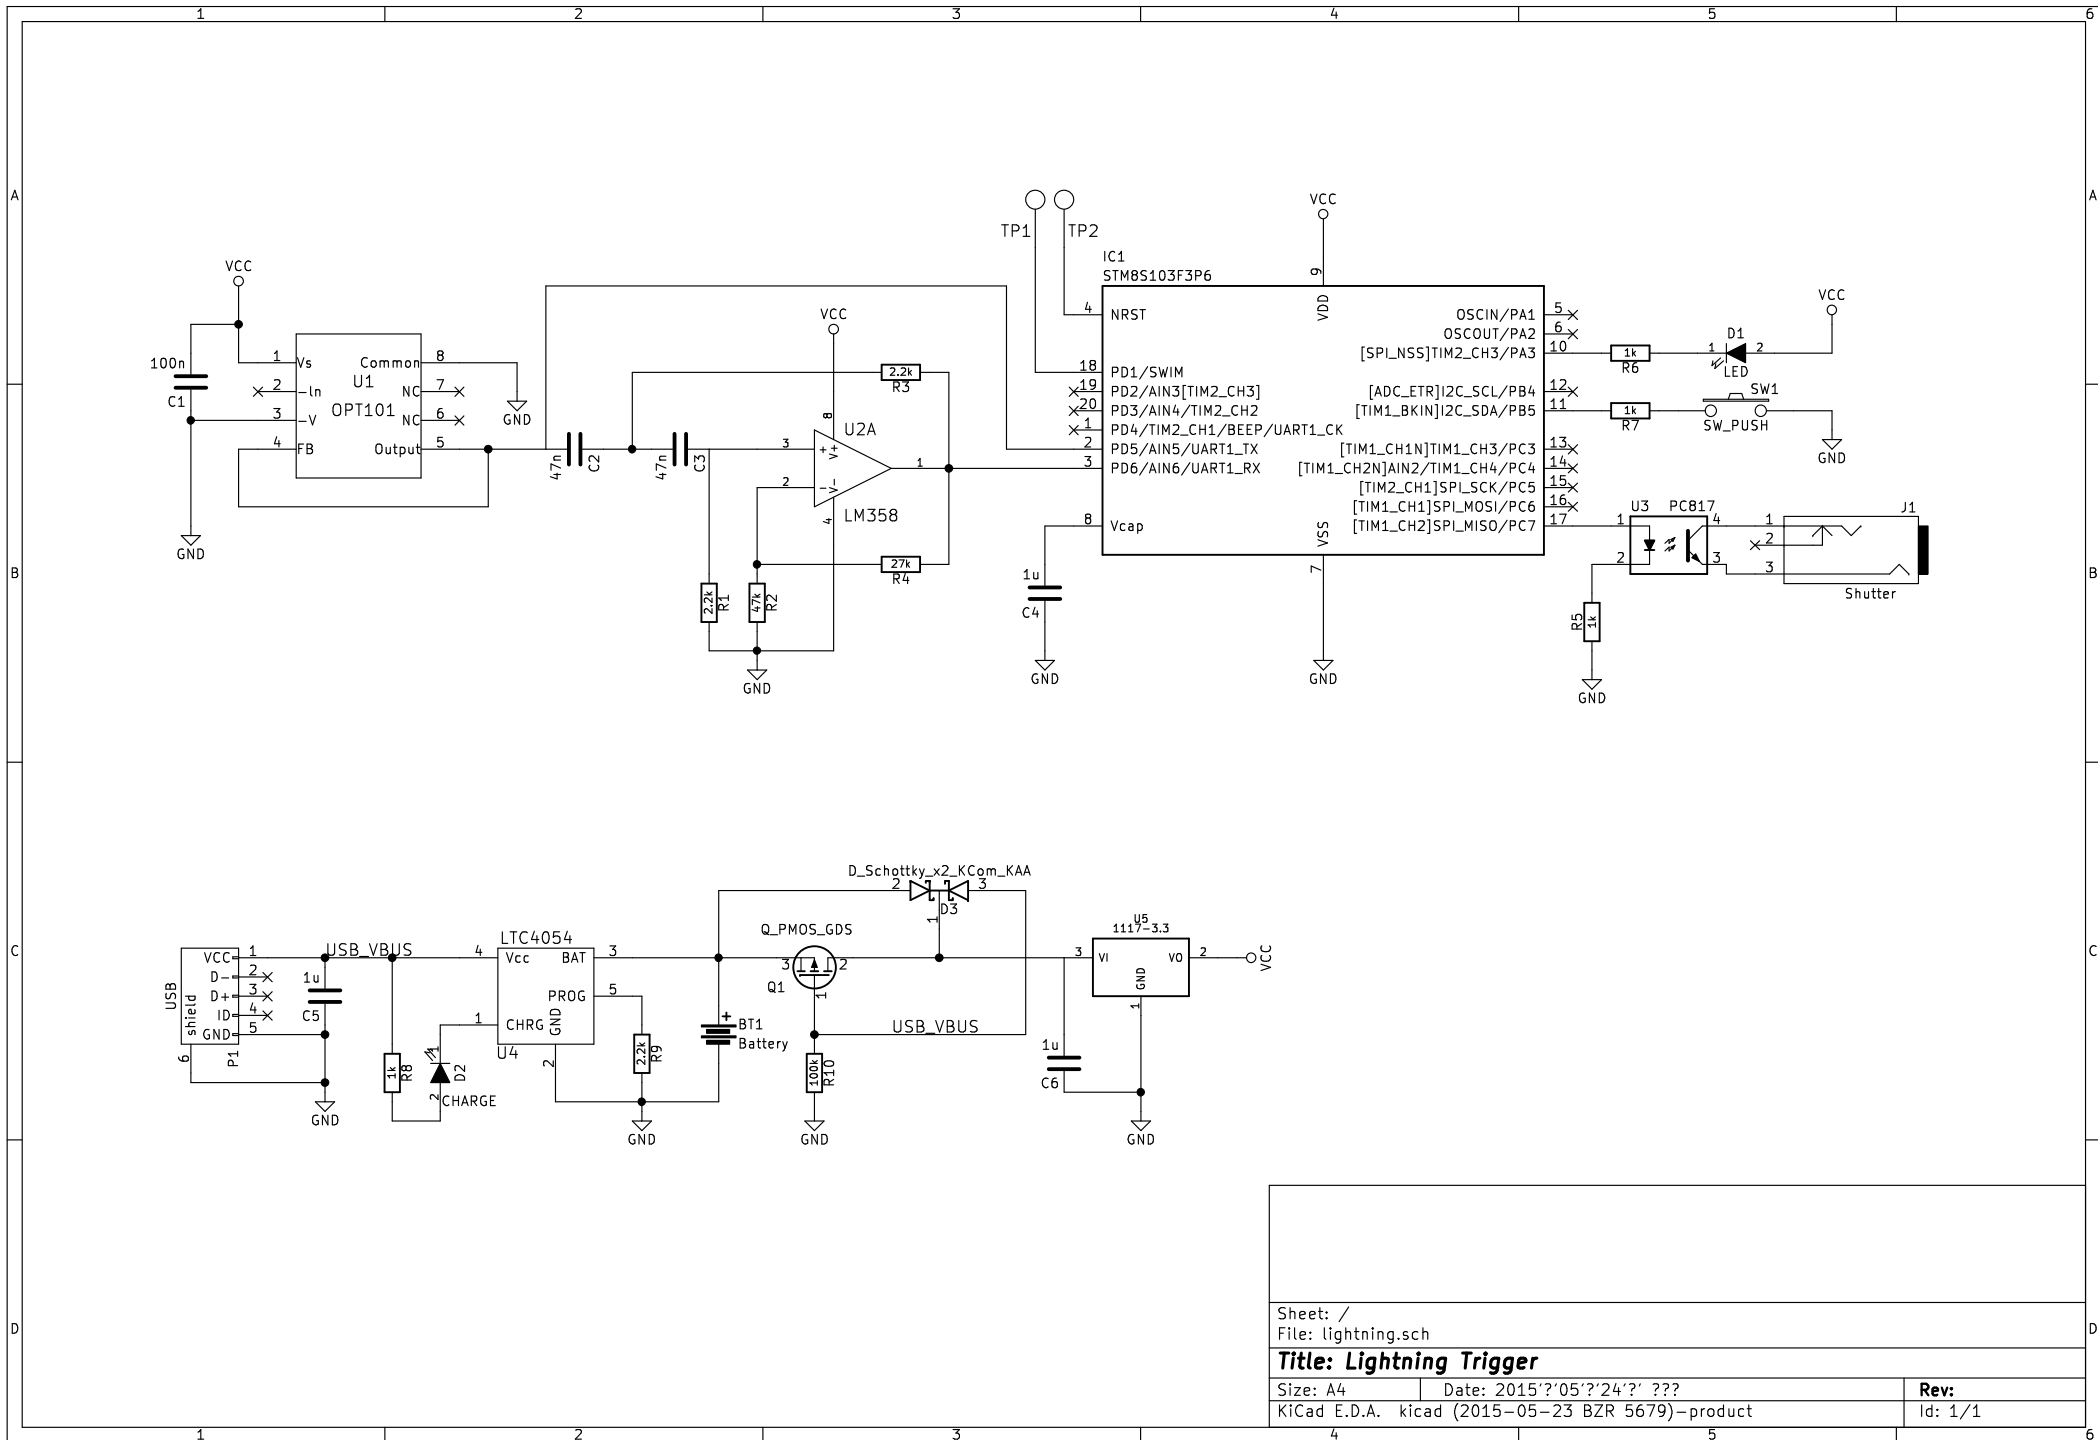 1 2 3 4 5 6
A A
B B
C C
D D
VCC
100n
C1
GND
1 Vs
2 -In
3 -V
4 FB
U1
OPT101
Common 8
NC 7
NC 6
Output 5
GND
47n
C2
47n
C3
VCC
2.2k
R3
8
V+
3 +
2 -
V-
4
1
U2A
LM358
27k
R4
2.2k
R1
47k
R2
GND
TP1
TP2
IC1
STM8S103F3P6
VCC
9
VDD
4 NRST
18 PD1/SWIM
19 PD2/AIN3[TIM2_CH3]
20 PD3/AIN4/TIM2_CH2
1 PD4/TIM2_CH1/BEEP/UART1_CK
2 PD5/AIN5/UART1_TX
3 PD6/AIN6/UART1_RX
8 Vcap
OSCIN/PA1 5
OSCOUT/PA2 6
[SPI_NSS]TIM2_CH3/PA3 10
[ADC_ETR]I2C_SCL/PB4 12
[TIM1_BKIN]I2C_SDA/PB5 11
[TIM1_CH1N]TIM1_CH3/PC3 13
[TIM1_CH2N]AIN2/TIM1_CH4/PC4 14
[TIM2_CH1]SPI_SCK/PC5 15
[TIM1_CH1]SPI_MOSI/PC6 16
[TIM1_CH2]SPI_MISO/PC7 17
VSS
7
GND
1u
C4
GND
1k
R6
D1
1 2
LED
VCC
1k
R7
SW1
SW_PUSH
GND
U3 PC817
1
2
4
3
R5
1k
GND
J1
1
2
3
Shutter
USB
shield
VCC 1
D- 2
D+ 3
ID 4
GND 5
6
P1
USB_VBUS
1u
C5
GND
1k
R8
1
D2
2
CHARGE
LTC4054
4 Vcc
BAT 3
PROG 5
1 CHRG
GND
2
U4
2.2k
R9
GND
+
BT1
Battery
D_Schottky_x2_KCom_KAA
2 3
D3
1
Q_PMOS_GDS
3 2
Q1
1
USB_VBUS
100k
R10
GND
1u
C6
U5
1117-3.3
3 VI
VO 2
GND
1
GND
VCC
Sheet: /
File: lightning.sch
Title: Lightning Trigger
Size: A4
Date: 2015'?'05'?'24'?' ???
Rev:
KiCad E.D.A. kicad (2015-05-23 BZR 5679)-product
Id: 1/1
1 2 3 4 5 6